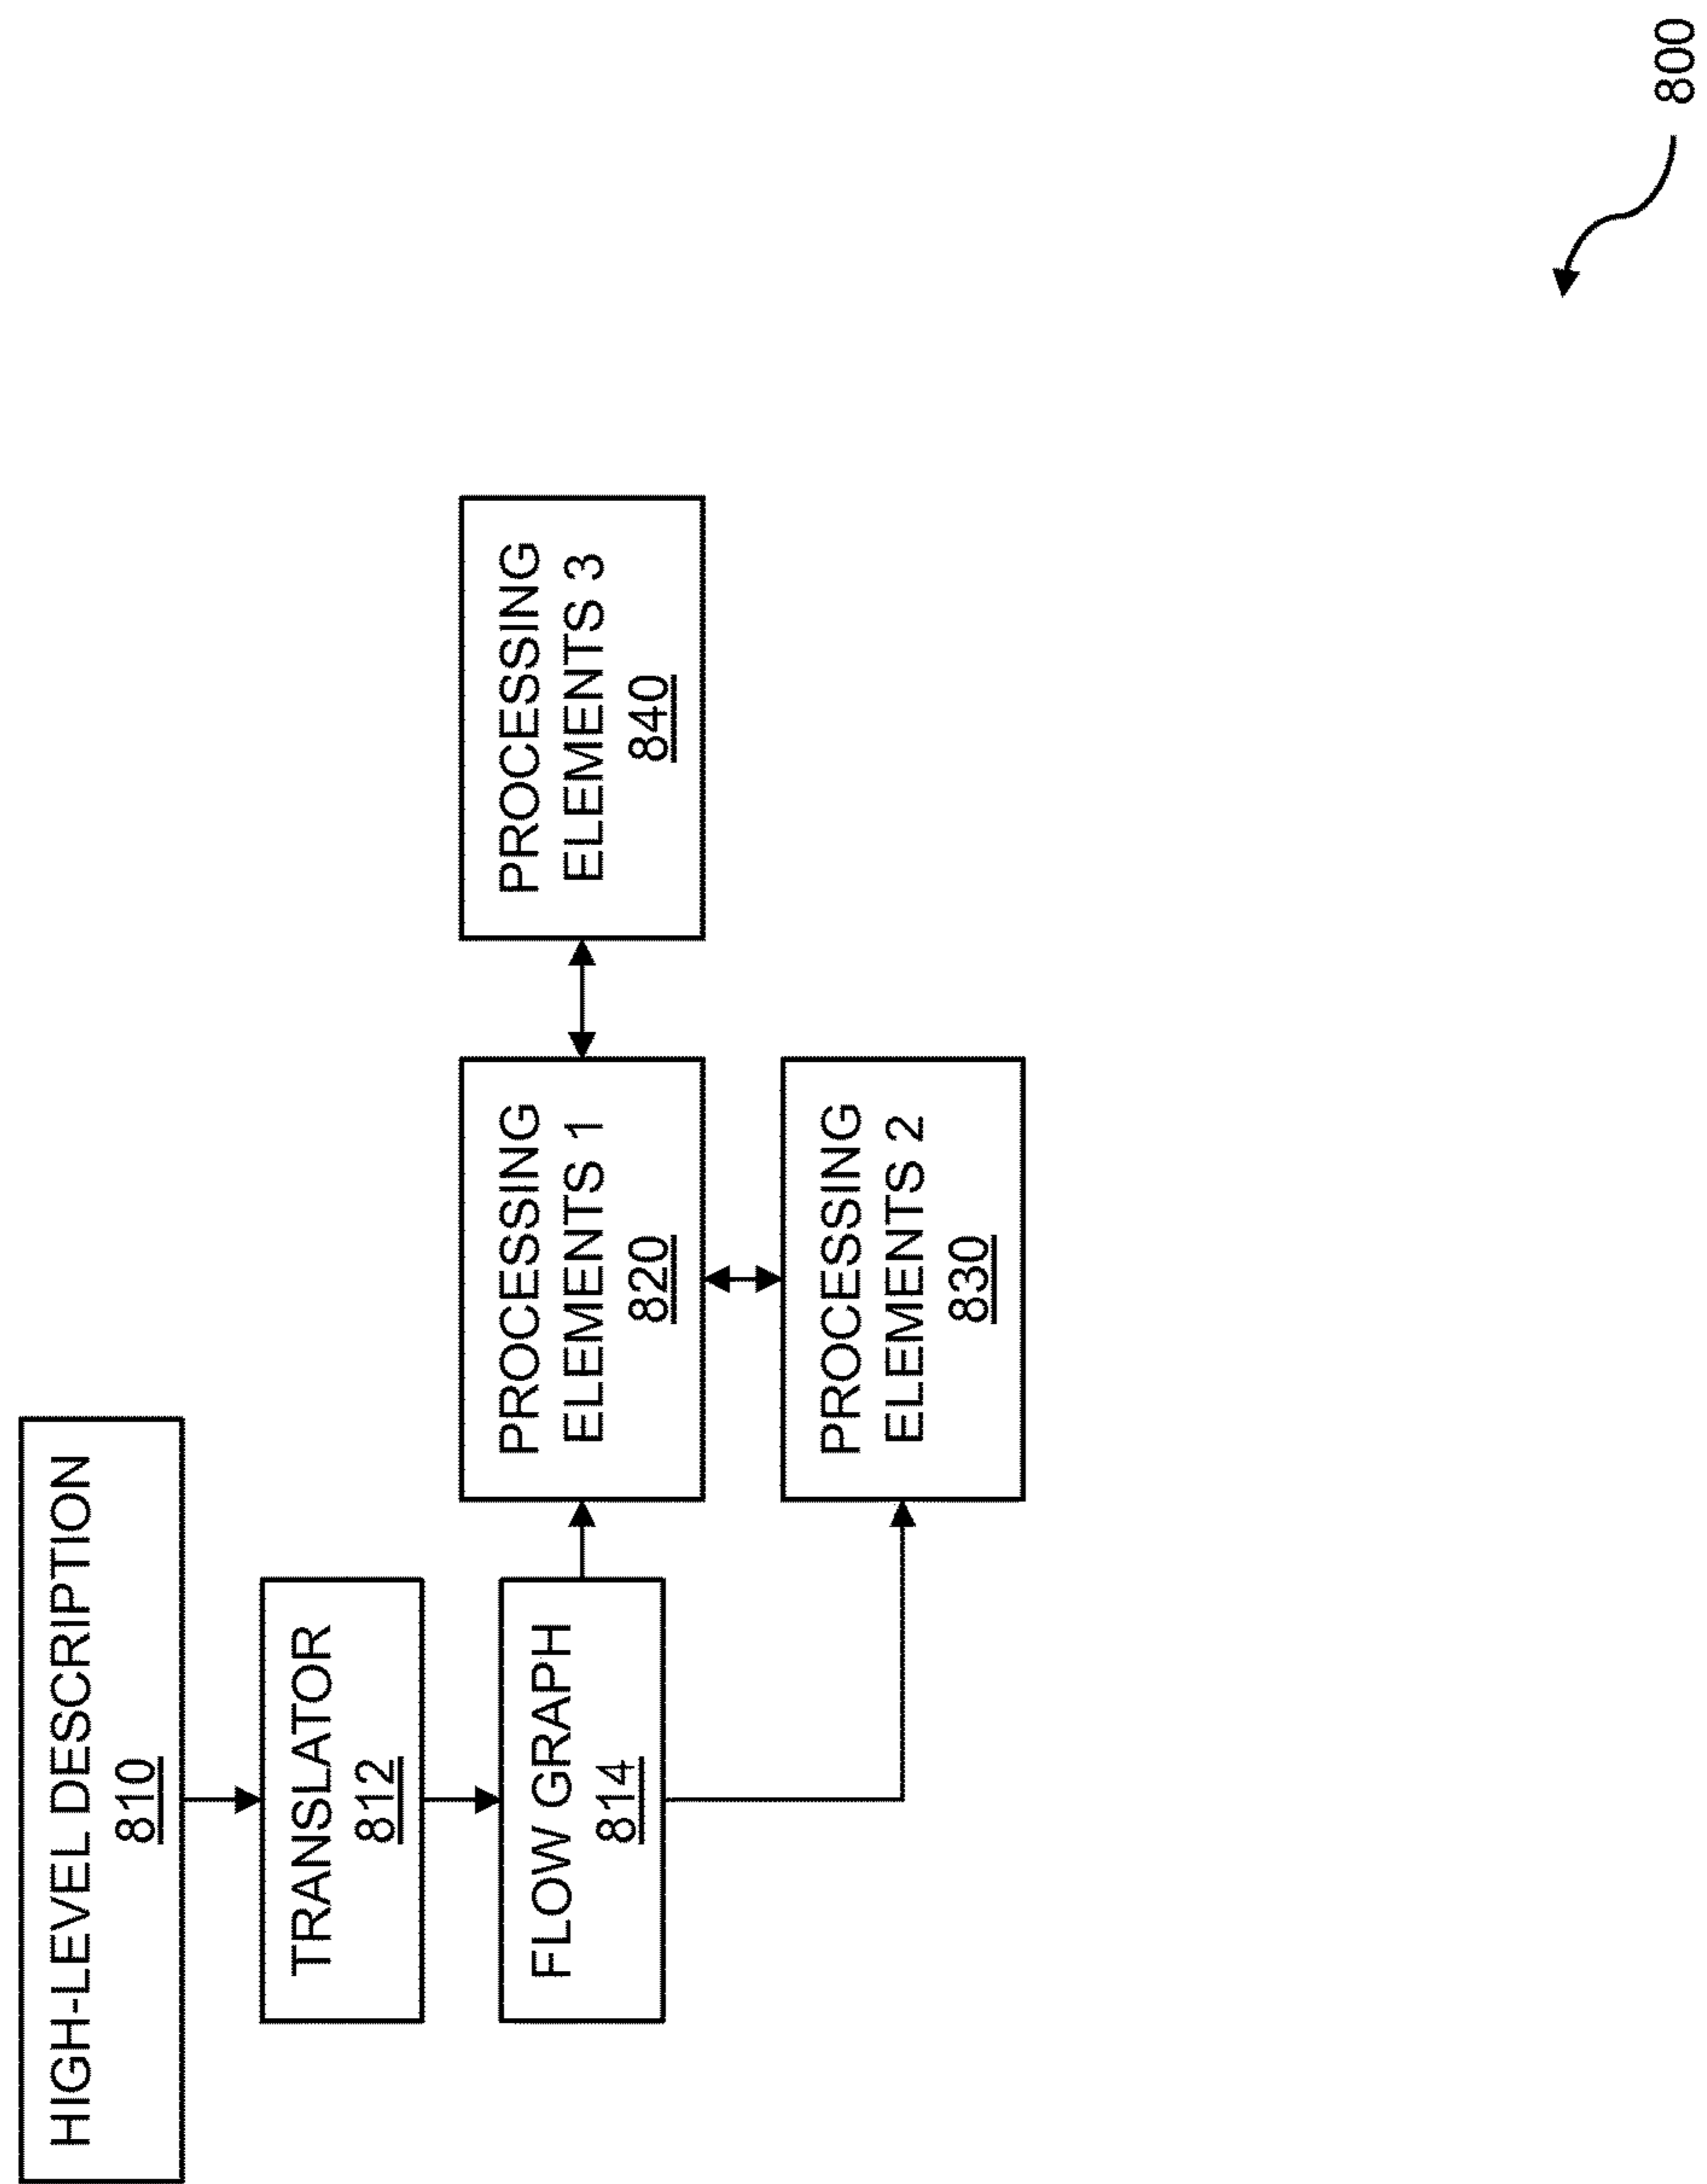 HIGH-LEVEL DESCRIPTION
810
TRANSLATOR
812
FLOW GRAPH
814
PROCESSING
ELEMENTS 1
820
PROCESSING
ELEMENTS 3
840
PROCESSING
ELEMENTS 2
830
800